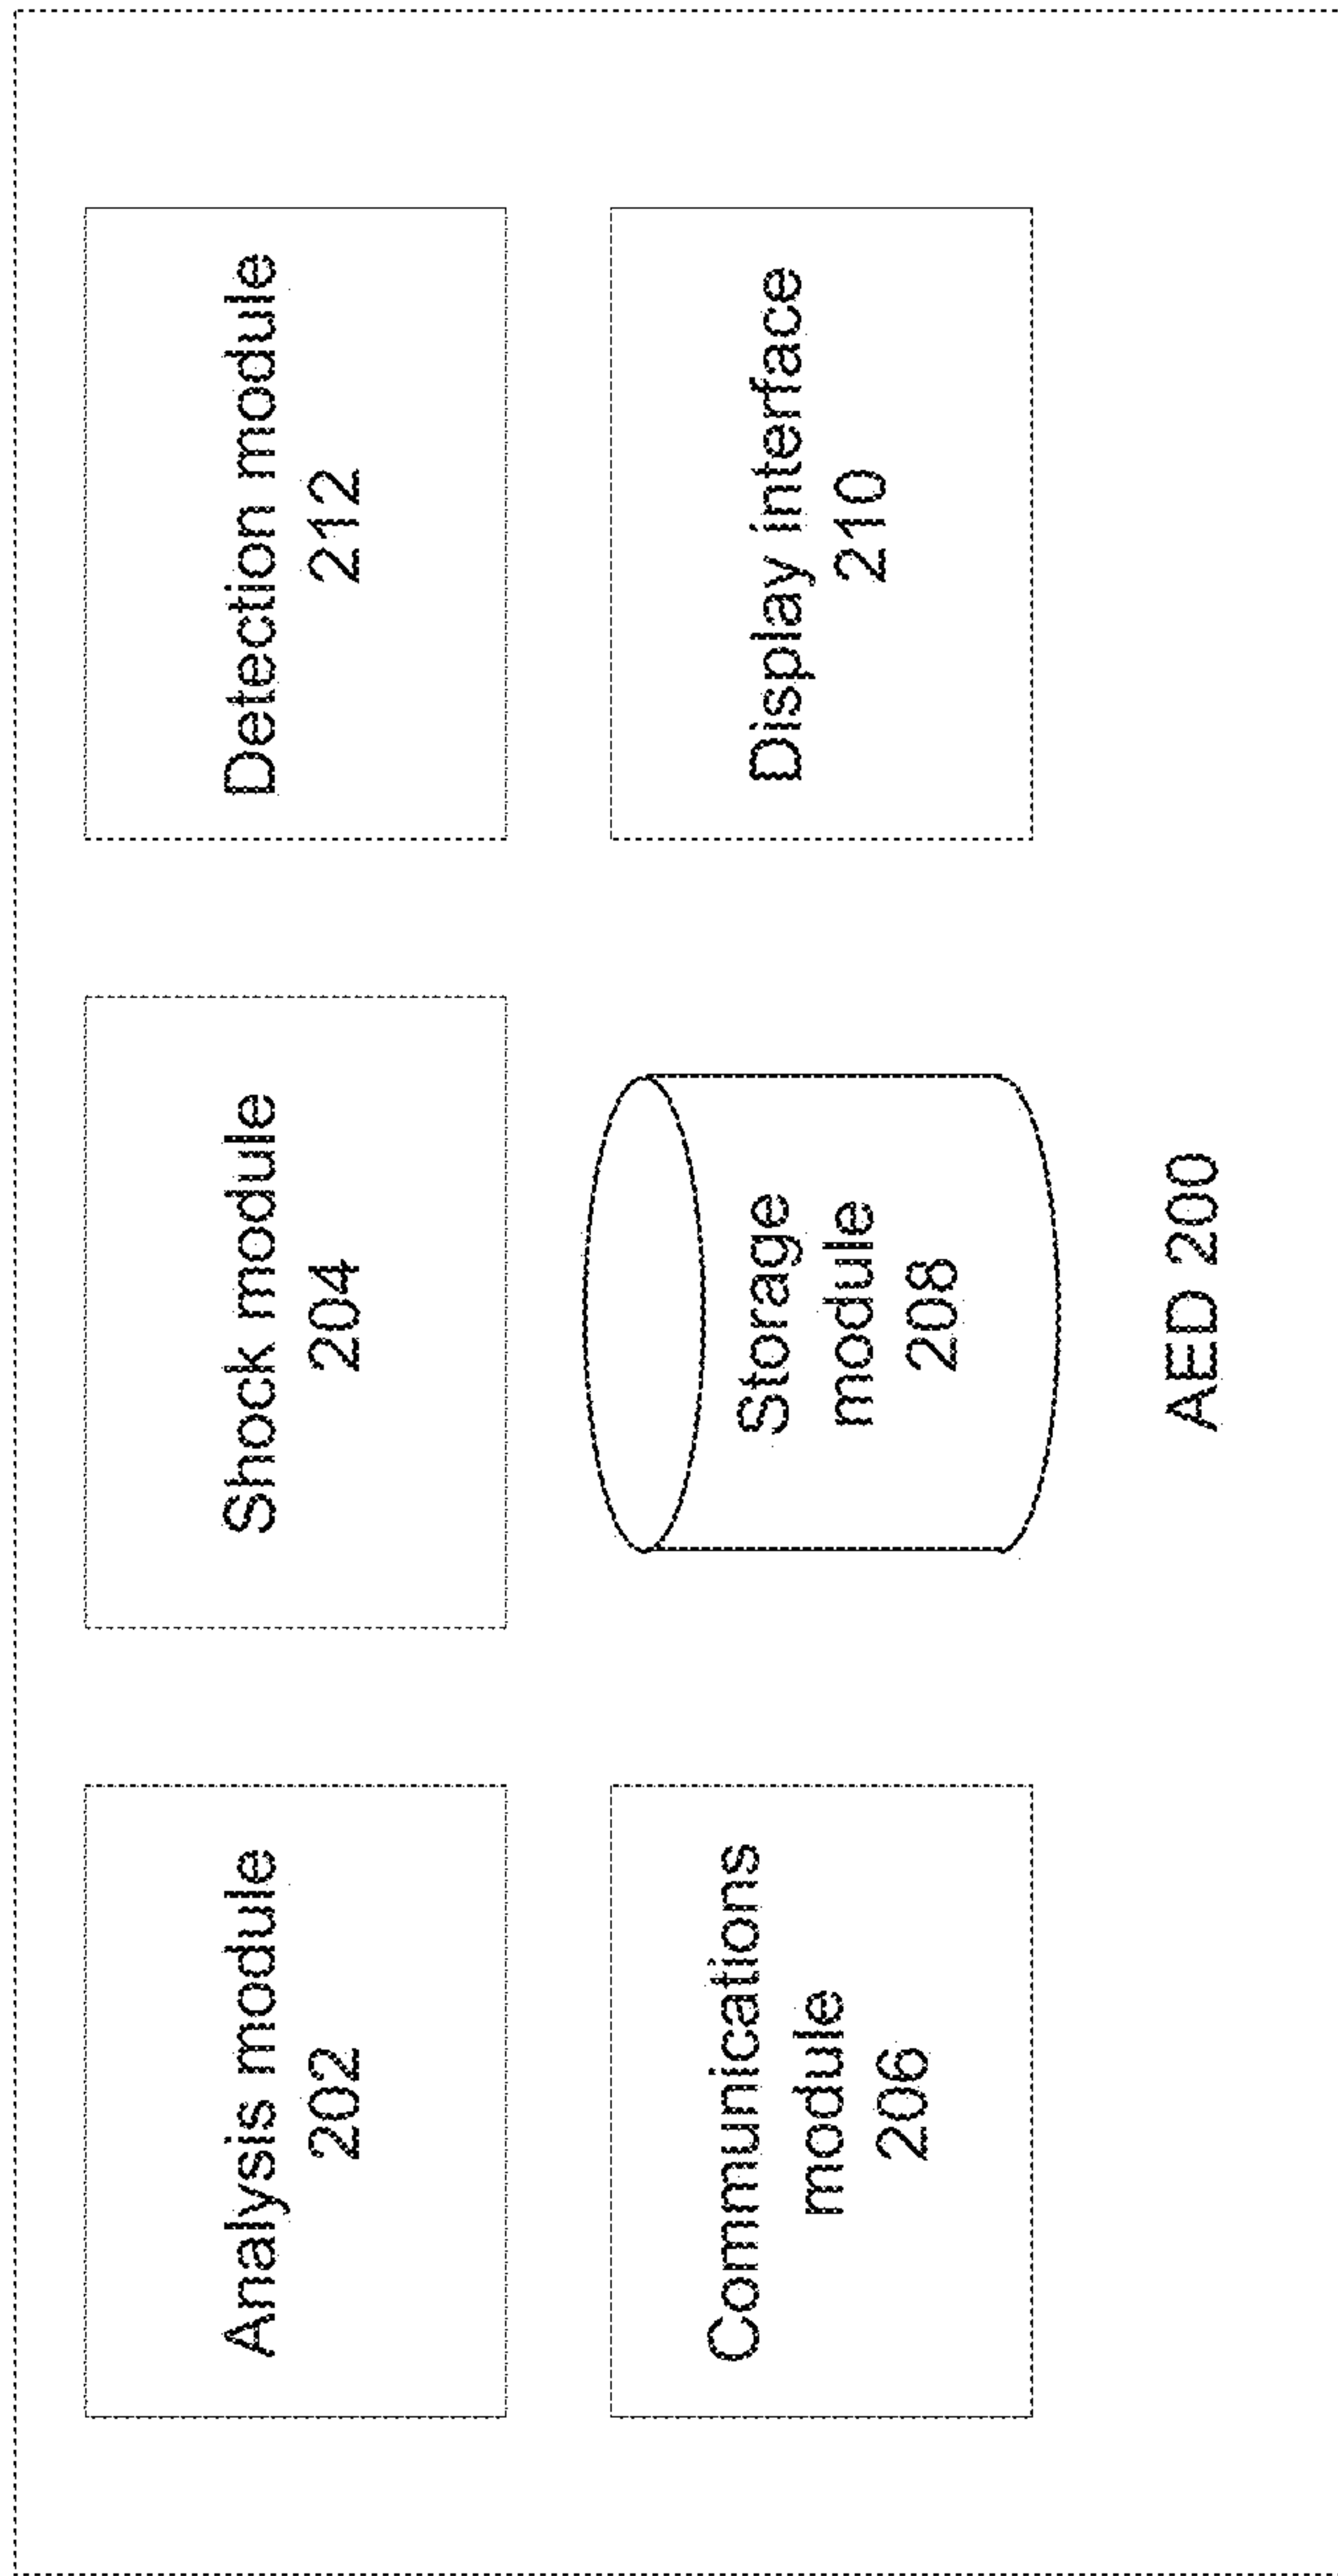 Analysis module
202
Shock module
204
Detection module
212
Communications
module
206
Storage
module
208
Display interface
210
AED 200